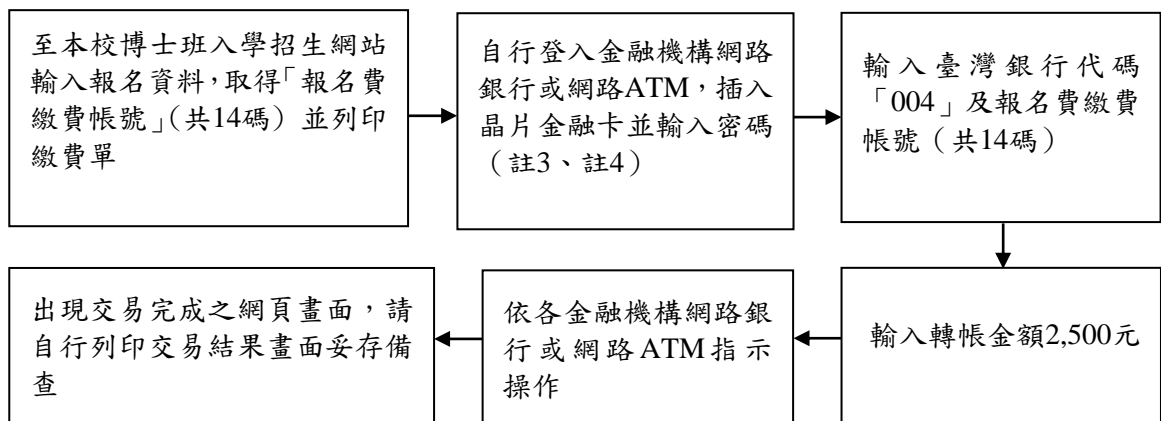 至本校博士班入學招生網站
輸入報名資料，取得「報名費
繳費帳號」（共14碼）並列印
繳費單
自行登入金融機構網路
銀行或網路ATM，插入
晶片金融卡並輸入密碼
（註3、註4）
輸入臺灣銀行代碼
「004」及報名費繳費
帳號（共14碼）
輸入轉帳金額2,500元
依各金融機構網路銀
行或網路ATM指示
操作
出現交易完成之網頁畫面，請
自行列印交易結果畫面妥存備
查